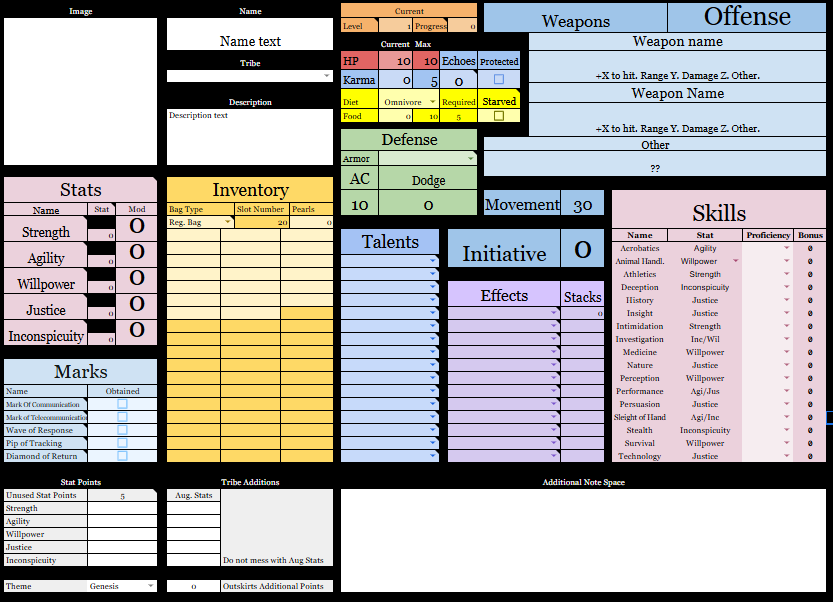 Image
Name
Name text
Tribe
Description
Description text
Current
Level 1 Progress 0
Current Max
HP 10 10 Echoes Protected
Karma 0 5 0
Diet Omnivore Required Starved
Food 0 10 5
Defense
Armor
AC Dodge
10 0
Weapons Offense
Weapon name
+X to hit. Range Y. Damage Z. Other.
Weapon Name
+X to hit. Range Y. Damage Z. Other.
Other
??
Movement 30
Initiative 0
Stats
Name Stat Mod
Strength 0 0
Agility 0 0
Willpower 0 0
Justice 0 0
Inconspicuity 0 0
Inventory
Bag Type Slot Number Pearls
Reg. Bag 20 0
Talents
Effects Stacks
0
Skills
Name Stat Proficiency Bonus
Acrobatics Agility 0
Animal Handl. Willpower 0
Athletics Strength 0
Deception Inconspicuity 0
History Justice 0
Insight Justice 0
Intimidation Strength 0
Investigation Inc/Wil 0
Medicine Willpower 0
Nature Justice 0
Perception Willpower 0
Performance Agi/Jus 0
Persuasion Justice 0
Sleight of Hand Agi/Inc 0
Stealth Inconspicuity 0
Survival Willpower 0
Technology Justice 0
Marks
Name Obtained
Mark Of Communication
Mark of Telecommunication
Wave of Response
Pip of Tracking
Diamond of Return
Stat Points
Unused Stat Points 5
Strength
Agility
Willpower
Justice
Inconspicuity
Theme Genesis
Tribe Additions
Aug. Stats
Do not mess with Aug Stats
0 Outskirts Additional Points
Additional Note Space